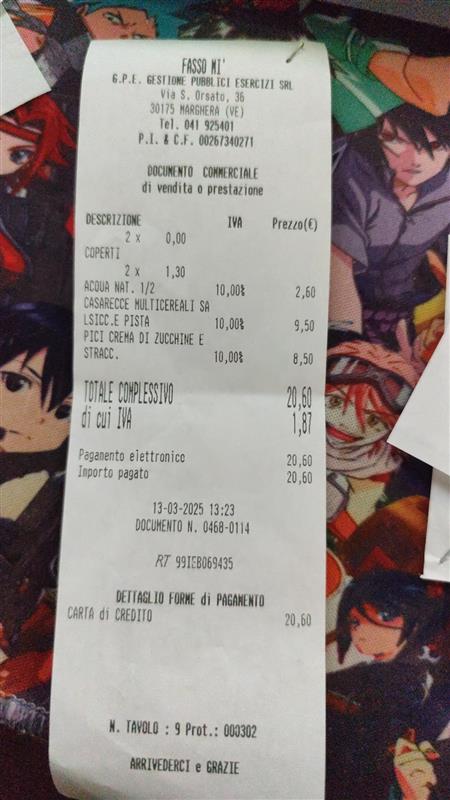 FASSO MI'
G.P.E. GESTIONE PUBBLICI ESERCIZI SRL
Via S. Orsato, 36
30175 MARGHERA (VE)
Tel. 041 925401
P.I. & C.F. 00267340271
DOCUMENTO COMMERCIALE
di vendita o prestazione
DESCRIZIONE IVA Prezzo(€)
2 x 0,00
COPERTI
2 x 1,30
ACQUA NAT. 1/2 10,00% 2,60
CASARECCE MULTICEREALI SA
LSICC.E PISTA 10,00% 9,50
PICI CREMA DI ZUCCHINE E
STRACC. 10,00% 8,50
TOTALE COMPLESSIVO 20,60
di cui IVA 1,87
Pagamento elettronico 20,60
Importo pagato 20,60
13-03-2025 13:23
DOCUMENTO N. 0468-0114
RT 99IEB069435
DETTAGLIO FORME di PAGAMENTO
CARTA di CREDITO 20,60
N. TAVOLO : 9 Prot.: 000302
ARRIVEDERCI e GRAZIE